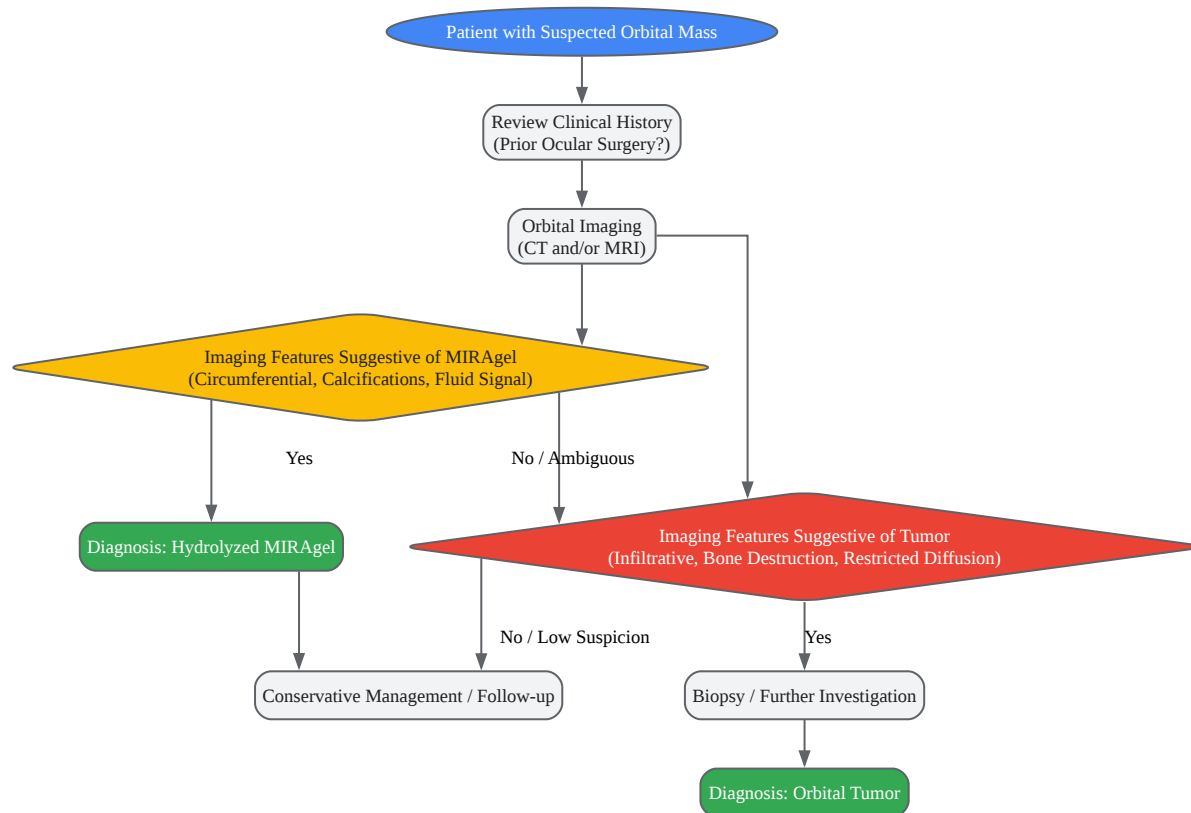 Patient with Suspected Orbital Mass
Review Clinical History
(Prior Ocular Surgery?)
Orbital Imaging
(CT and/or MRI)
Imaging Features Suggestive of MIRAgel
(Circumferential, Calcifications, Fluid Signal)
Yes
No / Ambiguous
Diagnosis: Hydrolyzed MIRAgel
Imaging Features Suggestive of Tumor
(Infiltrative, Bone Destruction, Restricted Diffusion)
No / Low Suspicion
Yes
Conservative Management / Follow-up
Biopsy / Further Investigation
Diagnosis: Orbital Tumor